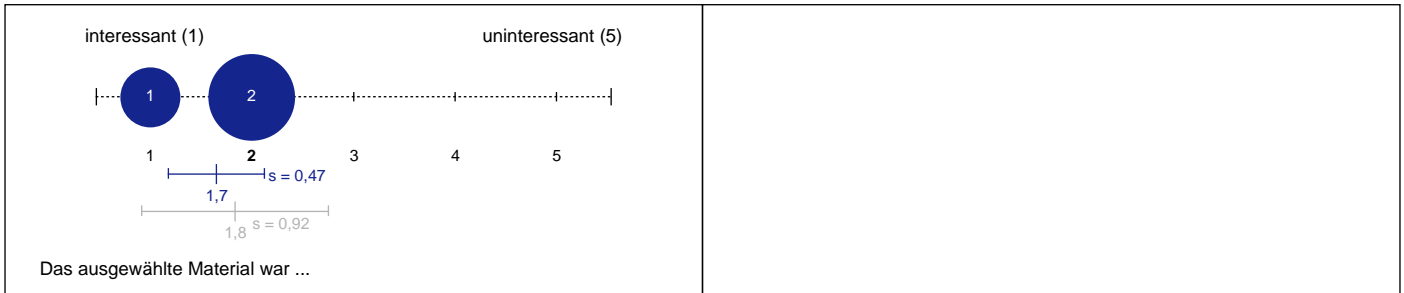 interessant (1) uninteressant (5)
1 2
1 2 3 4 5
s = 0,47
1,7
s = 0,92
1,8
Das ausgewählte Material war ...